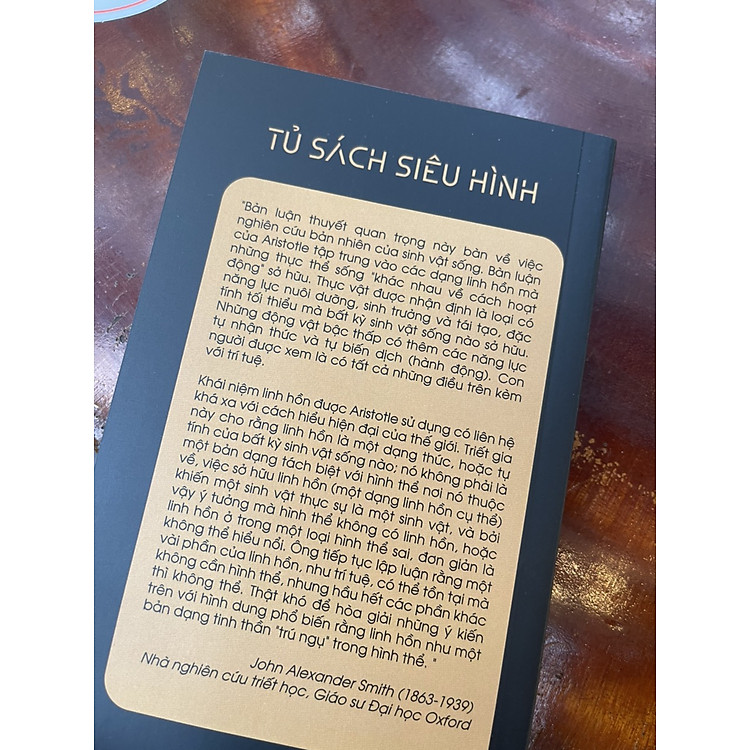 TỦ SÁCH SIÊU HÌNH
"Bản luận thuyết quan trọng này bàn về việc
nghiên cứu bản nhiên của sinh vật sống. Bản luận
của Aristotle tập trung vào các dạng linh hồn mà
những thực thể sống "khác nhau về cách hoạt
động" sở hữu. Thực vật được nhận định là loại có
năng lực nuôi dưỡng, sinh trưởng và tái tạo, đặc
tính tối thiểu mà bất kỳ sinh vật sống nào sở hữu.
Những động vật bậc thấp có thêm các năng lực
tự nhận thức và tự biến dịch (hành động). Con
người được xem là có tất cả những điều trên kèm
với trí tuệ.
Khái niệm linh hồn được Aristotle sử dụng có liên hệ
khá xa với cách hiểu hiện đại của thế giới. Triết gia
này cho rằng linh hồn là một dạng thức, hoặc tự
tính của bất kỳ sinh vật sống nào; nó không phải là
một bản dạng tách biệt với hình thể nơi nó thuộc
về, việc sở hữu linh hồn (một dạng linh hồn cụ thể)
khiến một sinh vật thực sự là một sinh vật, và bởi
vậy ý tưởng mà hình thể không có linh hồn, hoặc
linh hồn ở trong một loại hình thể sai, đơn giản là
không thể hiểu nổi. Ông tiếp tục lập luận rằng một
vài phần của linh hồn, như trí tuệ, có thể tồn tại mà
không cần hình thể, nhưng hầu hết các phần khác
thì không thể. Thật khó để hòa giải những ý kiến
trên với hình dung phổ biến rằng linh hồn như một
bản dạng tinh thần "trú ngụ" trong hình thể. "
John Alexander Smith (1863-1939)
Nhà nghiên cứu triết học, Giáo sư Đại học Oxford